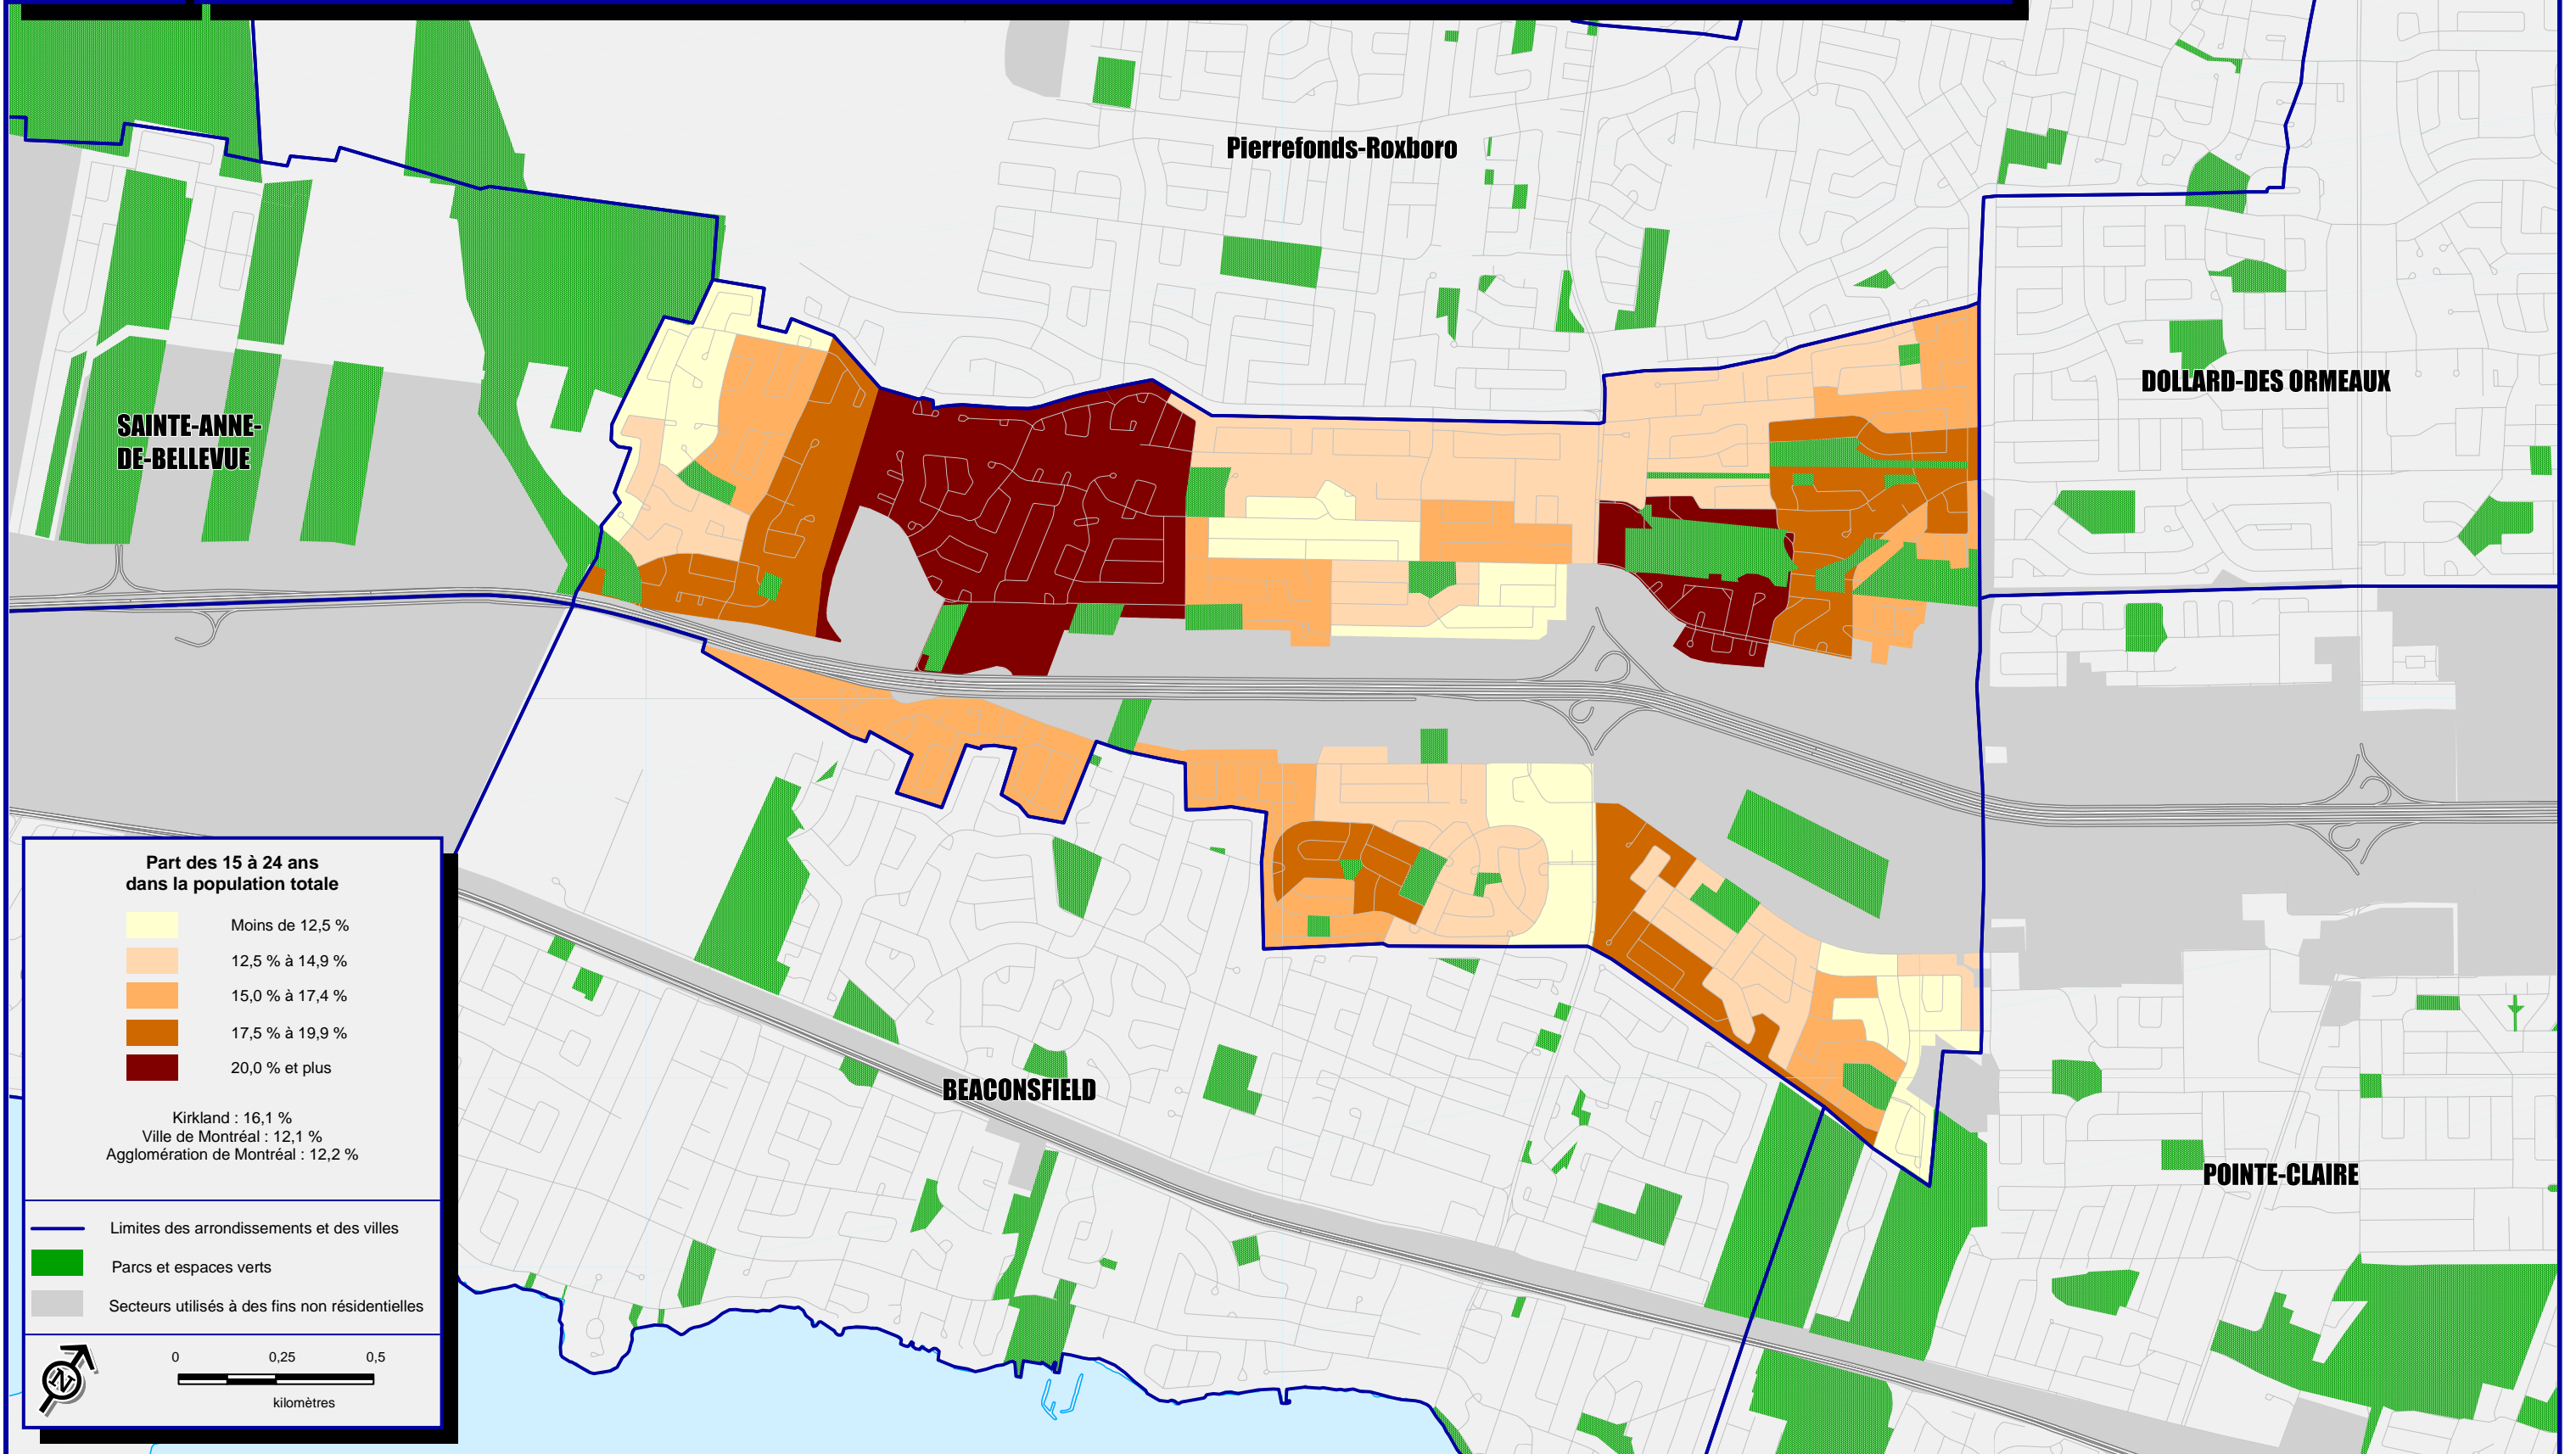 Pierrefonds-Roxboro
DOLLARD-DES ORMEAUX
SAINTE-ANNE-
DE-BELLEVUE
BEACONSFIELD
POINTE-CLAIRE
Part des 15 à 24 ans
dans la population totale
Moins de 12,5 %
12,5 % à 14,9 %
15,0 % à 17,4 %
17,5 % à 19,9 %
20,0 % et plus
Kirkland : 16,1 %
Ville de Montréal : 12,1 %
Agglomération de Montréal : 12,2 %
Limites des arrondissements et des villes
Parcs et espaces verts
Secteurs utilisés à des fins non résidentielles
N
0 0,25 0,5
kilomètres